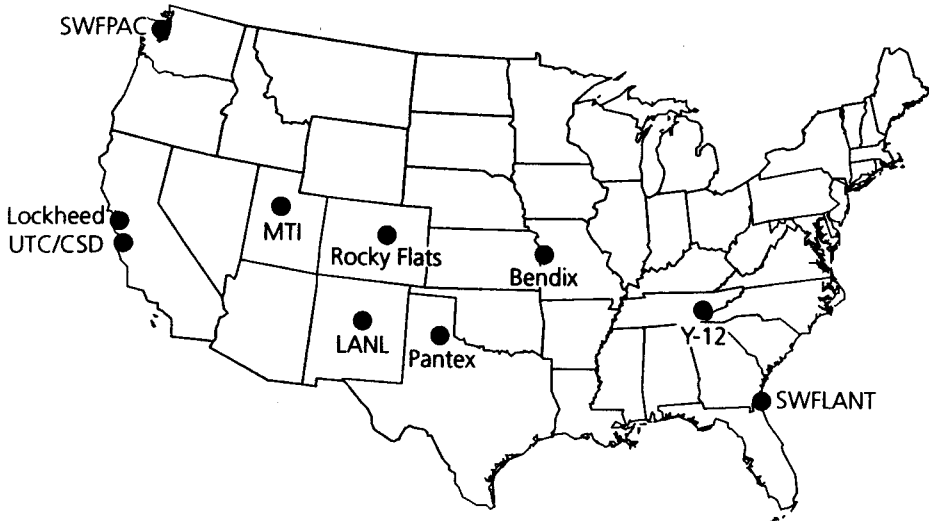 SWFPAC
Lockheed
UTC/CSD
MTI
Rocky Flats
Bendix
LANL
Pantex
Y-12
SWFLANT